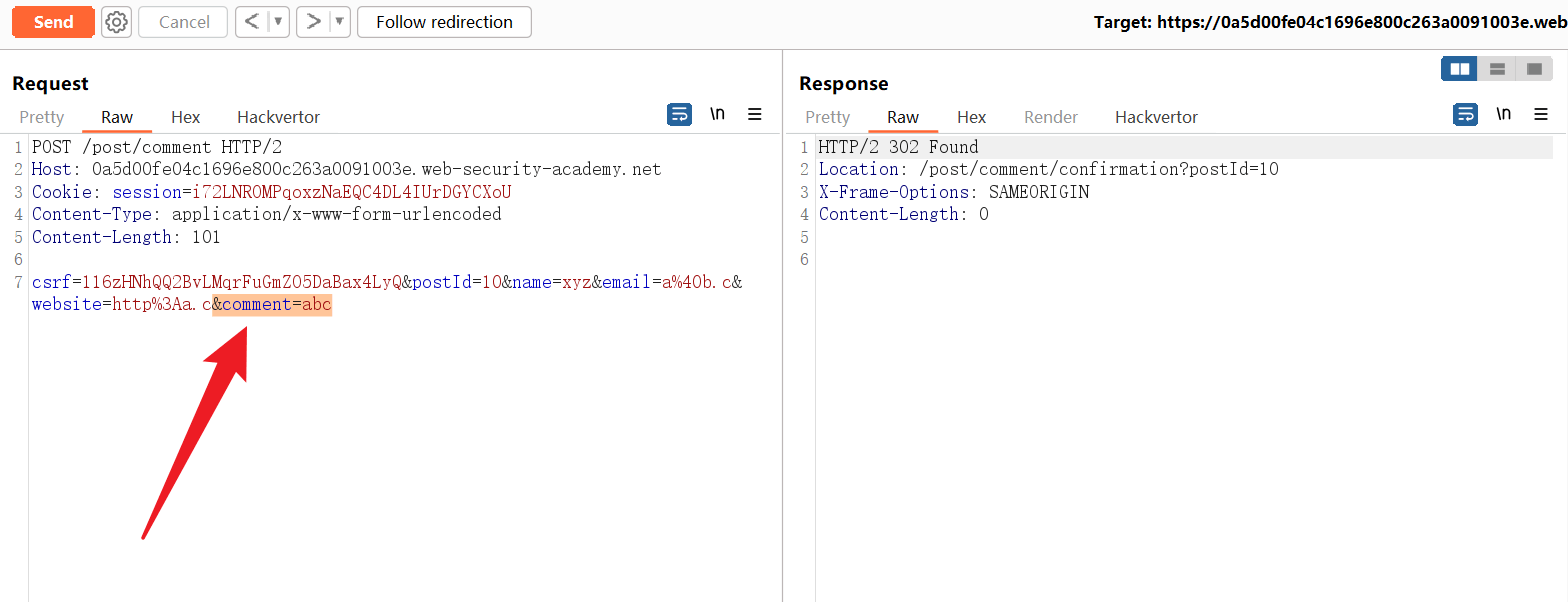 Send Cancel < > Follow redirection Target: https://0a5d00fe04c1696e800c263a0091003e.web
Request
Pretty Raw Hex Hackvertor \n
1 POST /post/comment HTTP/2
2 Host: 0a5d00fe04c1696e800c263a0091003e.web-security-academy.net
3 Cookie: session=i72LNROMPqoxzNaEQC4DL4IUrDGYCXoU
4 Content-Type: application/x-www-form-urlencoded
5 Content-Length: 101
6
7 csrf=116zHNhQQ2BvLMqrFuGmZO5DaBax4LyQ&postId=10&name=xyz&email=a%40b.c&
website=http%3Aa.c&comment=abc
Response
Pretty Raw Hex Render Hackvertor \n
1 HTTP/2 302 Found
2 Location: /post/comment/confirmation?postId=10
3 X-Frame-Options: SAMEORIGIN
4 Content-Length: 0
5
6